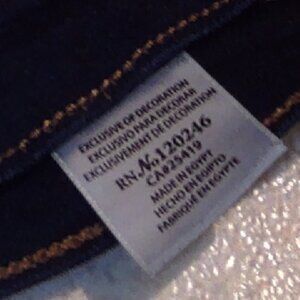 EXCLUSIVE OF DECORATION
EXCLUSIVO PARA DECORAR
EXCLUSIVEMENT DE DECORATION
RN.No.120246
CA#25419
MADE IN EGYPT
HECHO EN EGIPTO
FABRIQUÉ EN EGYPTE